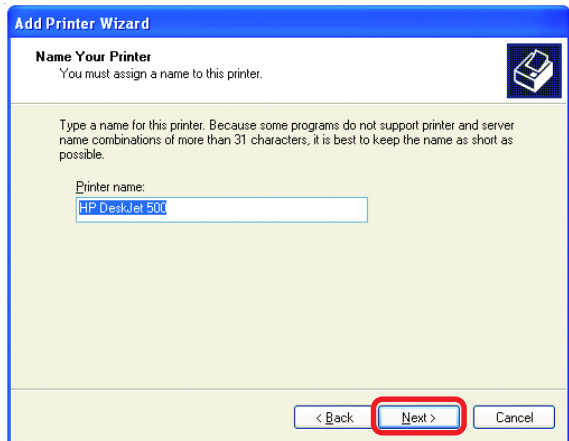 Add Printer Wizard
Name Your Printer
You must assign a name to this printer.
Type a name for this printer. Because some programs do not support printer and server
name combinations of more than 31 characters, it is best to keep the name as short as
possible.
Printer name:
HP DeskJet 500
< Back Next > Cancel